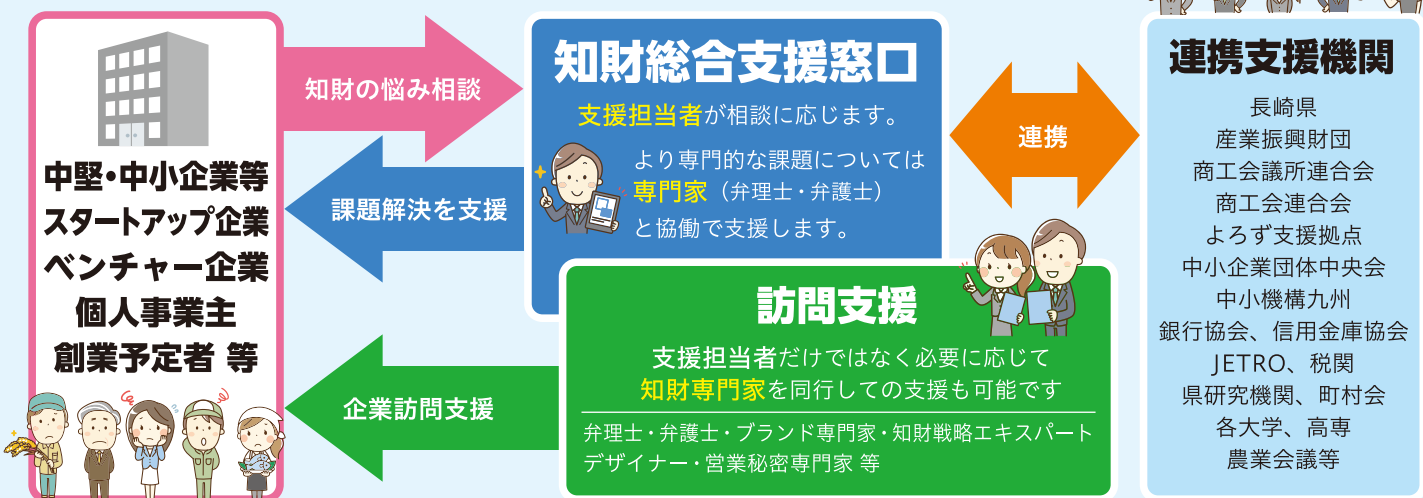 中堅・中小企業等
スタートアップ企業
ベンチャー企業
個人事業主
創業予定者 等
知財の悩み相談
課題解決を支援
企業訪問支援
知財総合支援窓口
支援担当者が相談に応じます。
より専門的な課題については
専門家（弁理士・弁護士）
と協働で支援します。
訪問支援
支援担当者だけではなく必要に応じて
知財専門家を同行しての支援も可能です
弁理士・弁護士・ブランド専門家・知財戦略エキスパート
デザイナー・営業秘密専門家 等
連携
連携支援機関
長崎県
産業振興財団
商工会議所連合会
商工会連合会
よろず支援拠点
中小企業団体中央会
中小機構九州
銀行協会、信用金庫協会
JETRO、税関
県研究機関、町村会
各大学、高専
農業会議等